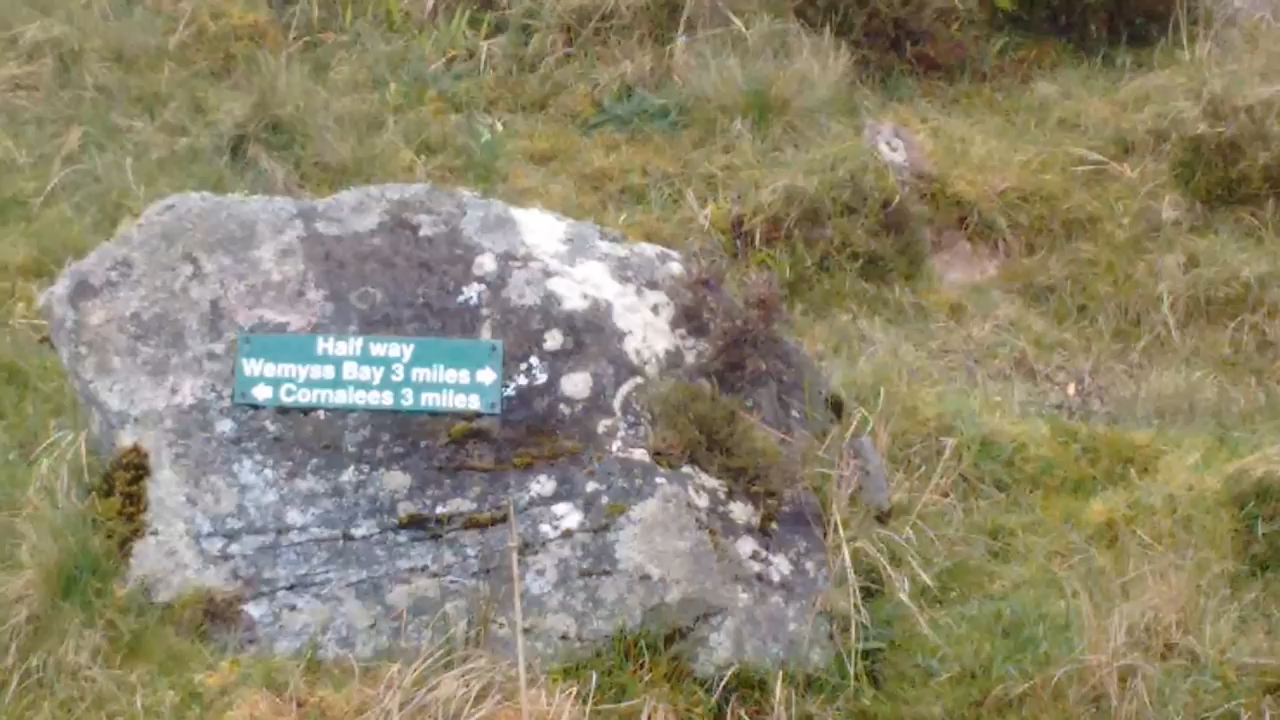 Half way
Wemyss Bay 3 miles →
← Cornalees 3 miles